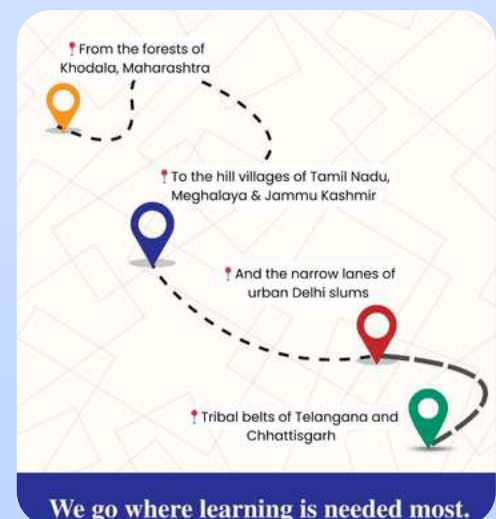 📍From the forests of
Khodala, Maharashtra
📍To the hill villages of Tamil Nadu,
Meghalaya & Jammu Kashmir
📍And the narrow lanes of
urban Delhi slums
📍Tribal belts of Telangana and
Chhattisgarh
We go where learning is needed most.